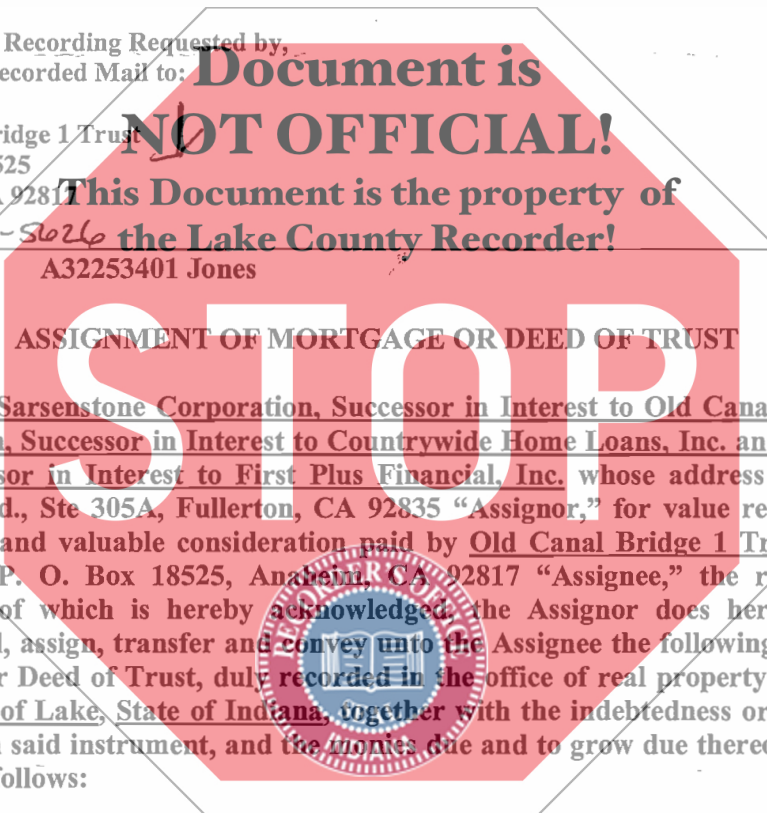 Recording Requested by,
ecorded Mail to:
Document is
NOT OFFICIAL!
This Document is the property of
the Lake County Recorder!
ridge 1 Trust
525
A 92817
-5626
A32253401 Jones
STOP
ASSIGNMENT OF MORTGAGE OR DEED OF TRUST
Sarsenstone Corporation, Successor in Interest to Old Cana
, Successor in Interest to Countrywide Home Loans, Inc. an
sor in Interest to First Plus Financial, Inc. whose address
d., Ste 305A, Fullerton, CA 92835 “Assignor,” for value re
and valuable consideration paid by Old Canal Bridge 1 Tr
P. O. Box 18525, Anaheim, CA 92817 “Assignee,” the r
of which is hereby acknowledged, the Assignor does her
, assign, transfer and convey unto the Assignee the following
r Deed of Trust, duly recorded in the office of real property
of Lake, State of Indiana, together with the indebtedness or
said instrument, and the monies due and to grow due there
follows:
RECORDER'S OFFICE
INDIANA